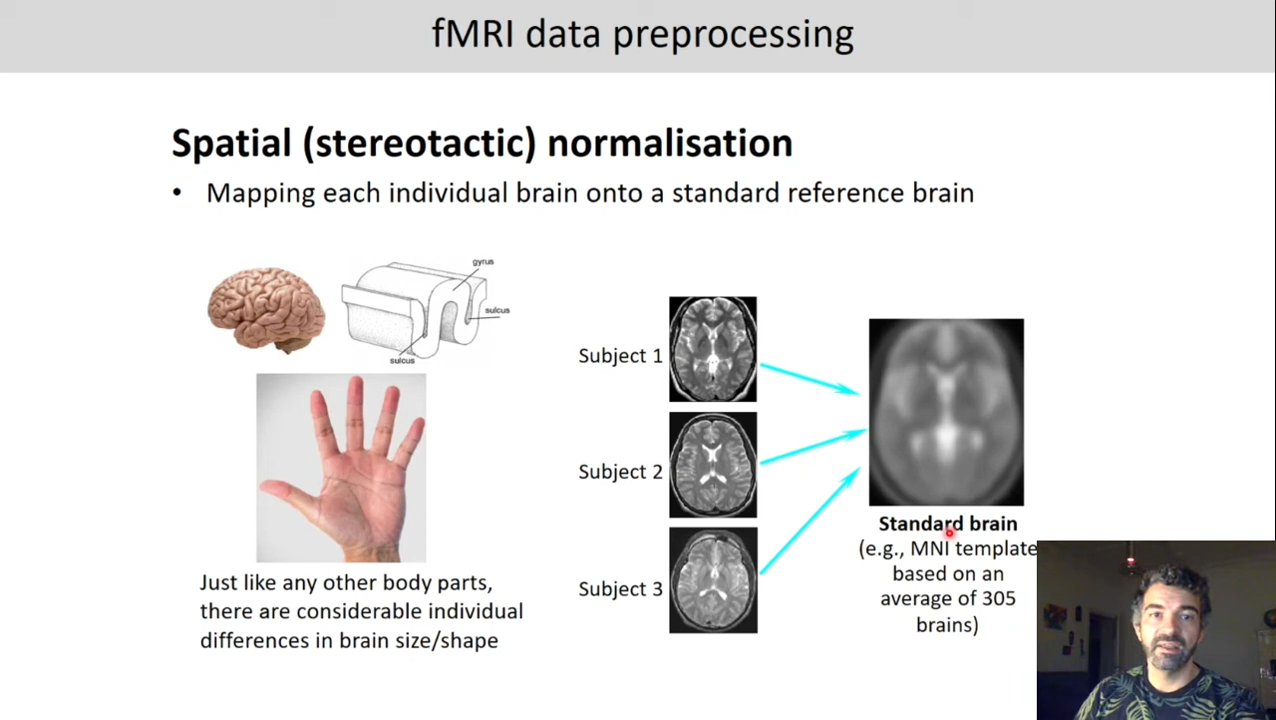 fMRI data preprocessing
Spatial (stereotactic) normalisation
• Mapping each individual brain onto a standard reference brain
gyrus
sulcus
sulcus
Just like any other body parts,
there are considerable individual
differences in brain size/shape
Subject 1
Subject 2
Subject 3
Standard brain
(e.g., MNI template
based on an
average of 305
brains)